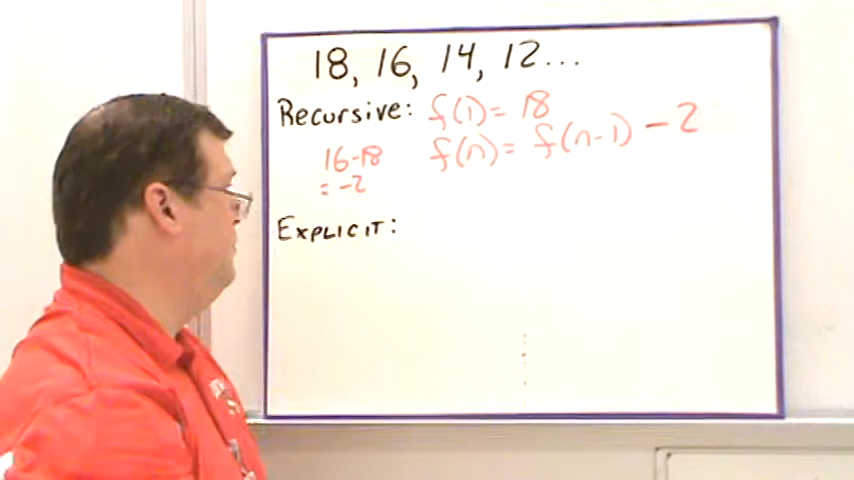 18, 16, 14, 12...
Recursive: f(1) = 18
f(n) = f(n-1) - 2
16-18
= -2
EXPLICIT: